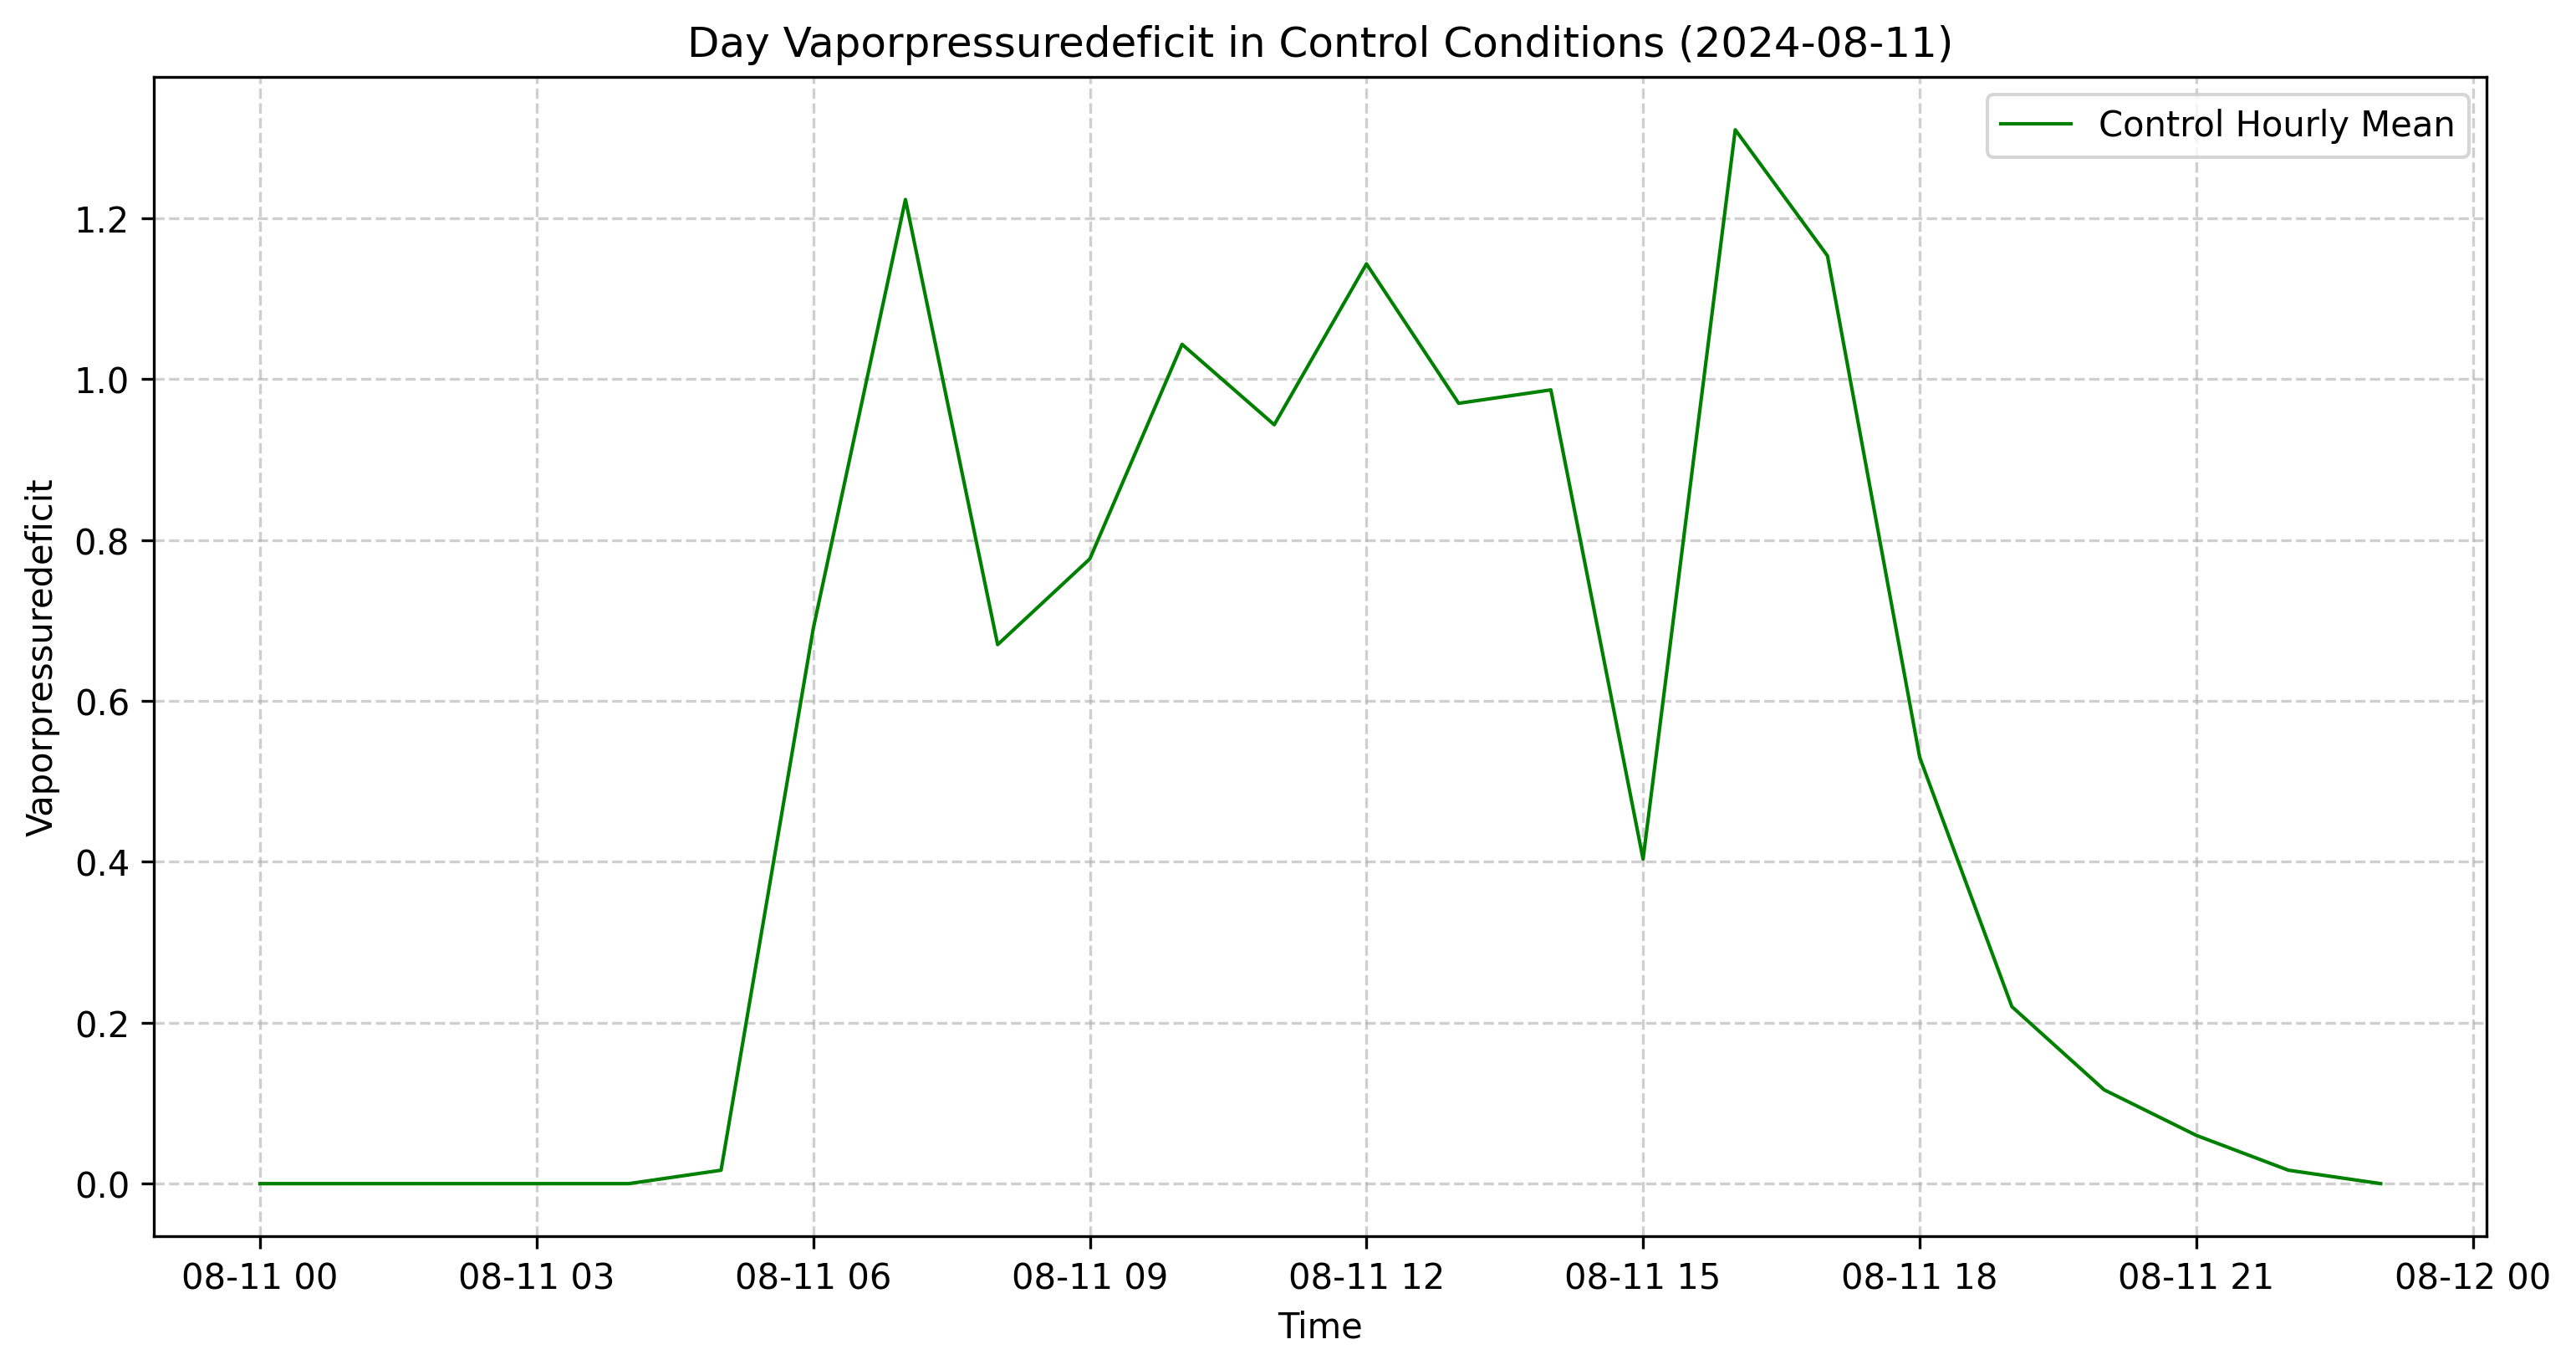 Day Vaporpressuredeficit in Control Conditions (2024-08-11)
Control Hourly Mean
Vaporpressuredeficit
1.2
1.0
0.8
0.6
0.4
0.2
0.0
08-11 00 08-11 03 08-11 06 08-11 09 08-11 12 08-11 15 08-11 18 08-11 21 08-12 00
Time